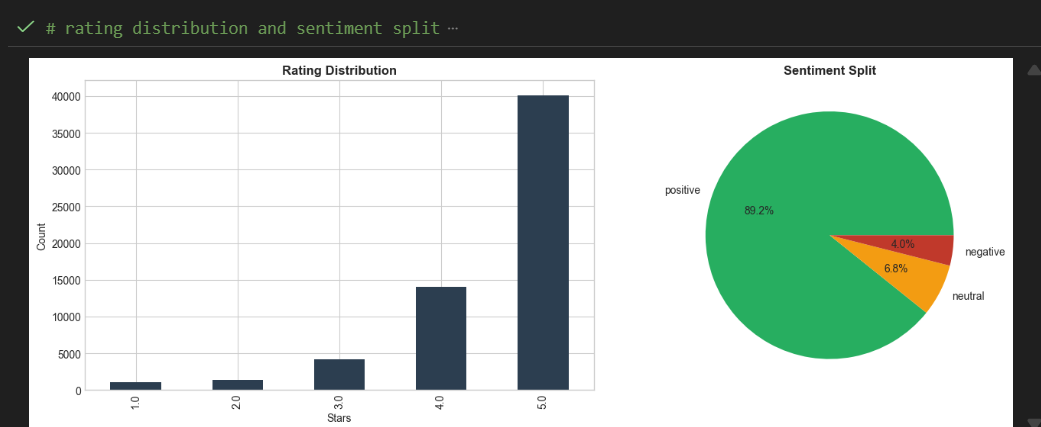 # rating distribution and sentiment split ...
Rating Distribution
Sentiment Split
40000
35000
30000
25000
20000
15000
10000
5000
0
Count
1.0
2.0
3.0
4.0
5.0
Stars
positive
89.2%
4.0%
negative
6.8%
neutral